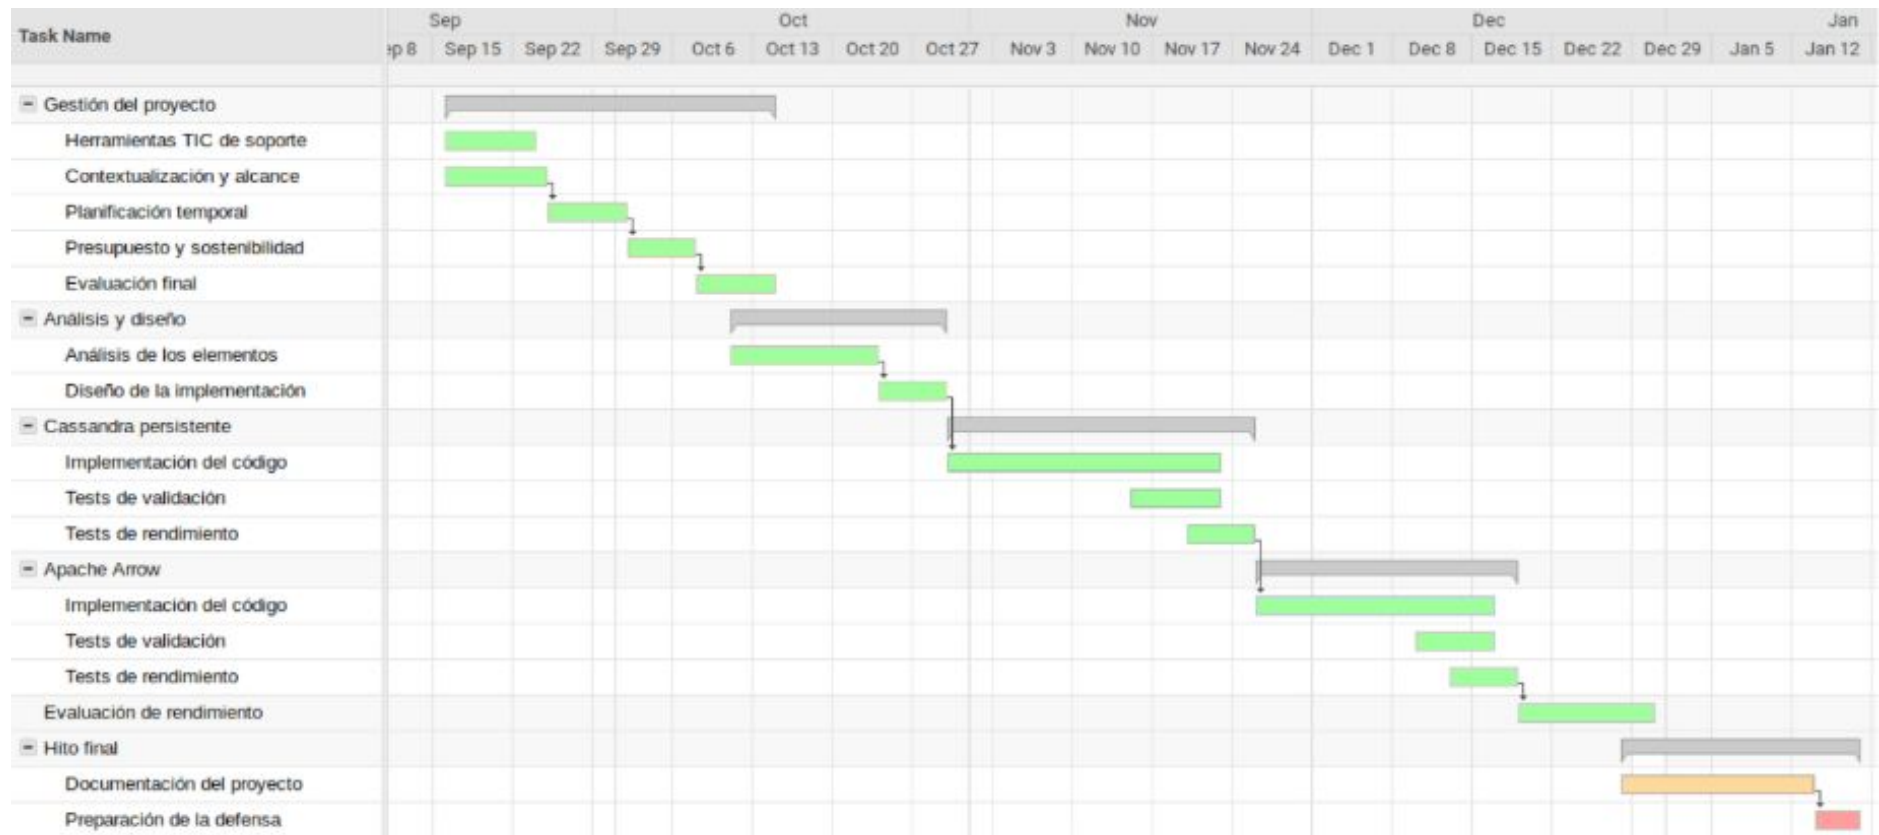 Task Name
Sep Oct Nov Dec Jan
ep 8 Sep 15 Sep 22 Sep 29 Oct 6 Oct 13 Oct 20 Oct 27 Nov 3 Nov 10 Nov 17 Nov 24 Dec 1 Dec 8 Dec 15 Dec 22 Dec 29 Jan 5 Jan 12
Gestión del proyecto
Herramientas TIC de soporte
Contextualización y alcance
Planificación temporal
Presupuesto y sostenibilidad
Evaluación final
Análisis y diseño
Análisis de los elementos
Diseño de la implementación
Cassandra persistente
Implementación del código
Tests de validación
Tests de rendimiento
Apache Arrow
Implementación del código
Tests de validación
Tests de rendimiento
Evaluación de rendimiento
Hito final
Documentación del proyecto
Preparación de la defensa